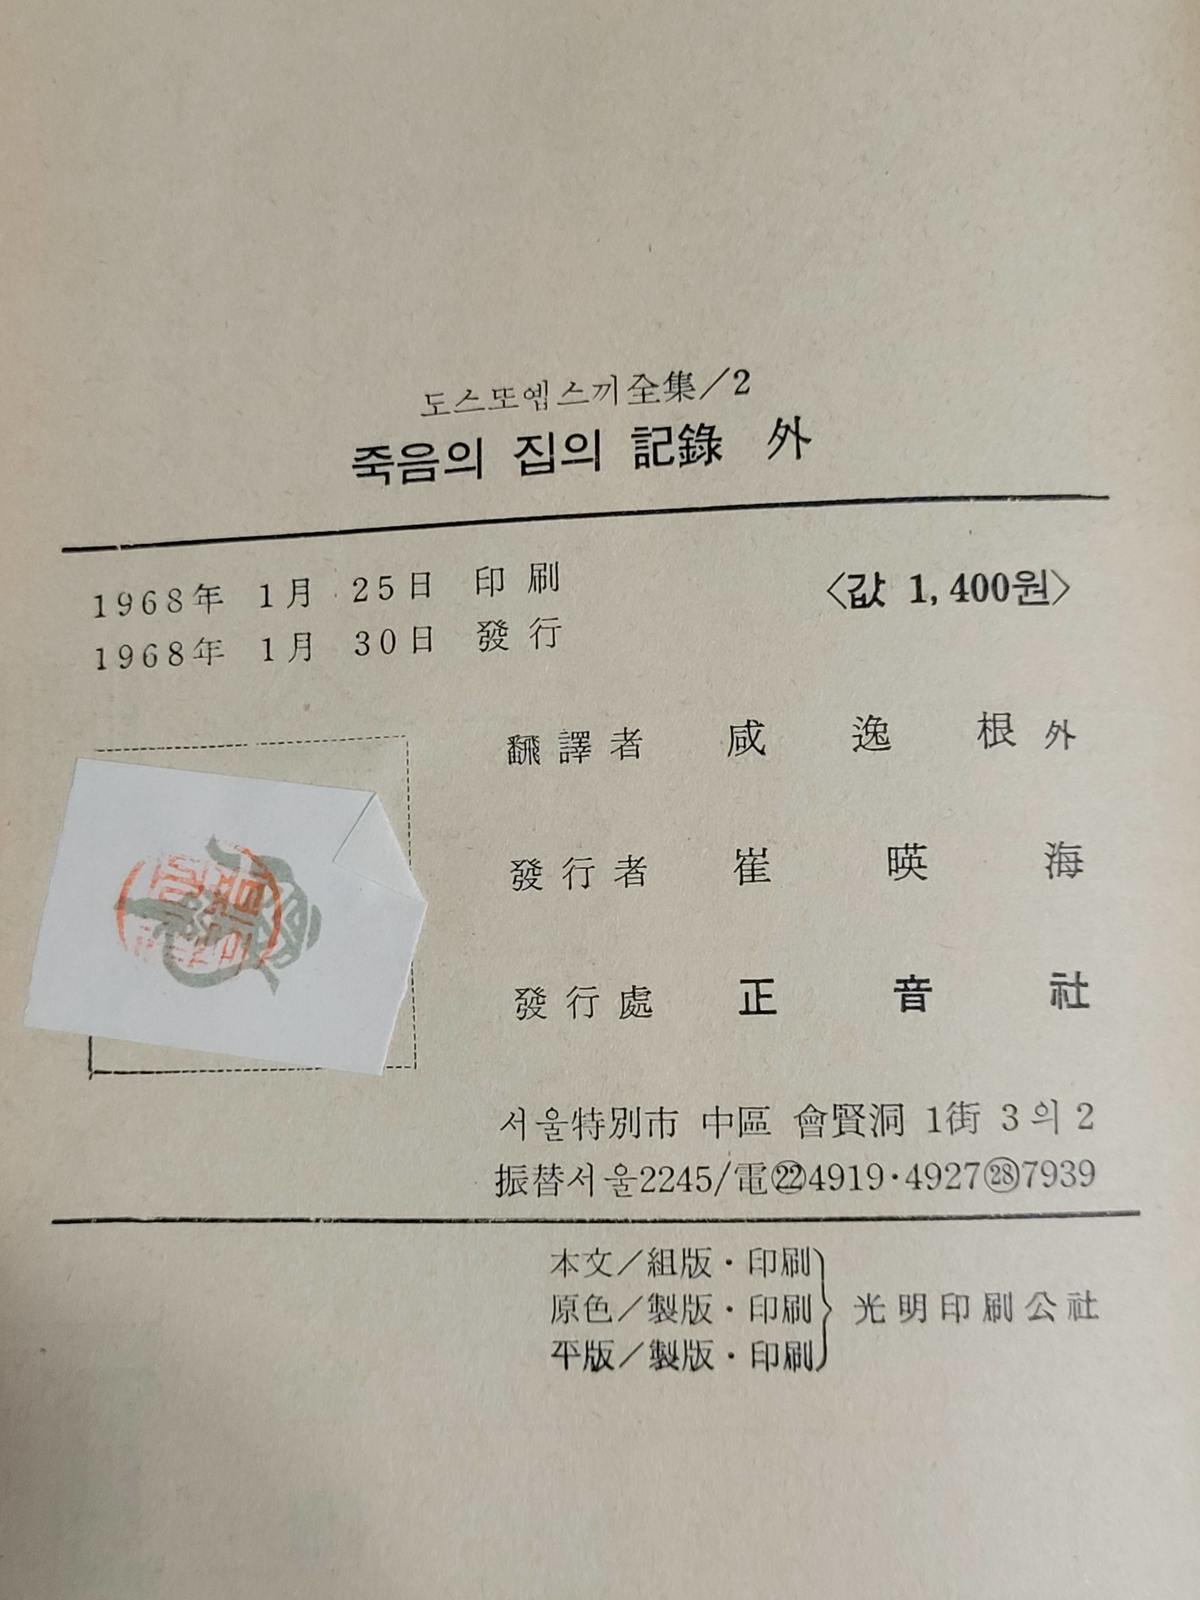 도스또옙스끼全集/2
죽음의 집의 記錄 外
1968年 1月 25日 印刷
1968年 1月 30日 發行
〈값 1,400원〉
飜譯者 咸逸根 外
發行者 崔暎海
發行處 正音社
서울特別市 中區 會賢洞 1街 3의 2
振替서울2245/電㉒4919·4927㉘7939
本文/組版·印刷
原色/製版·印刷
平版/製版·印刷
光明印刷公社